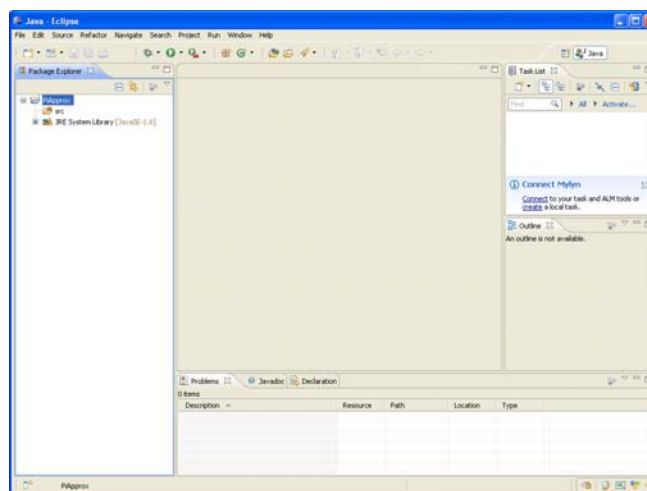 Java - Eclipse
File Edit Source Refactor Navigate Search Project Run Window Help
Java
Package Explorer
PiApprox
src
JRE System Library [JavaSE-1.6]
Task List
Find
All
Activate...
Connect Mylyn
Connect to your task and ALM tools or
create a local task.
Outline
An outline is not available.
Problems Javadoc Declaration
0 items
Description Resource Path Location Type
PiApprox